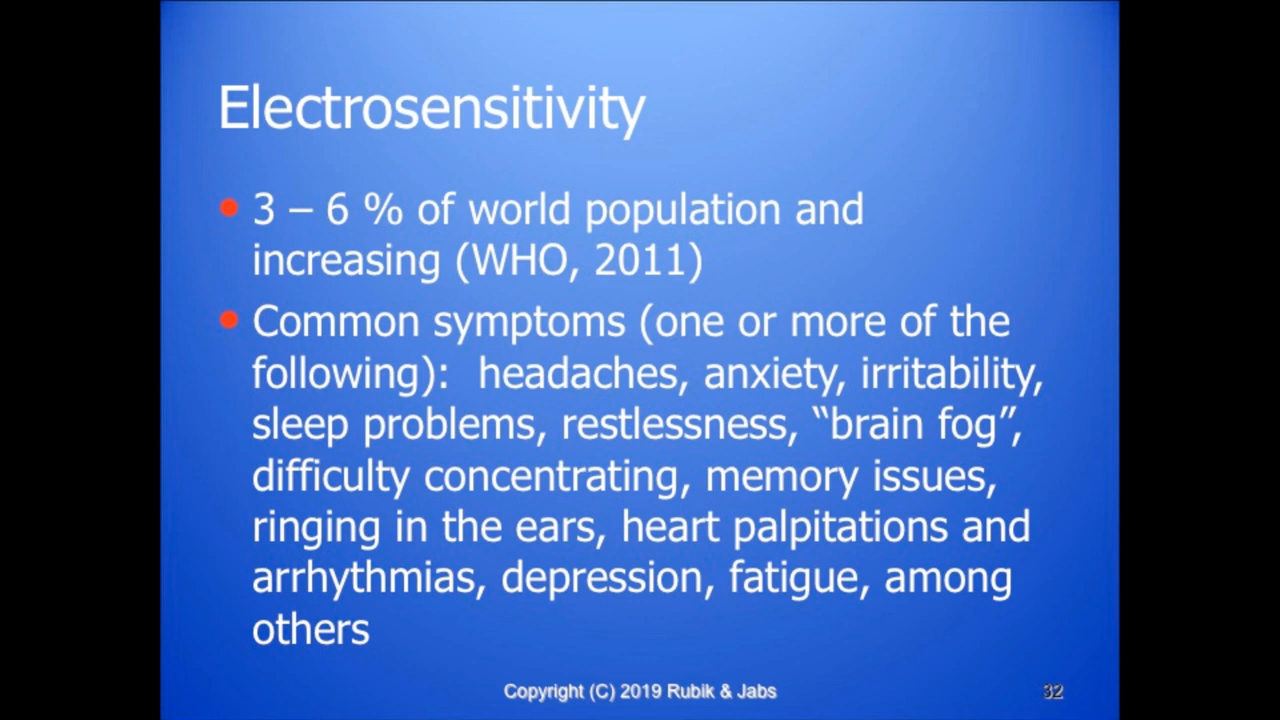 Electrosensitivity
3 – 6 % of world population and
increasing (WHO, 2011)
Common symptoms (one or more of the
following):  headaches, anxiety, irritability,
sleep problems, restlessness, “brain fog”,
difficulty concentrating, memory issues,
ringing in the ears, heart palpitations and
arrhythmias, depression, fatigue, among
others
Copyright (C) 2019 Rubik & Jabs
32